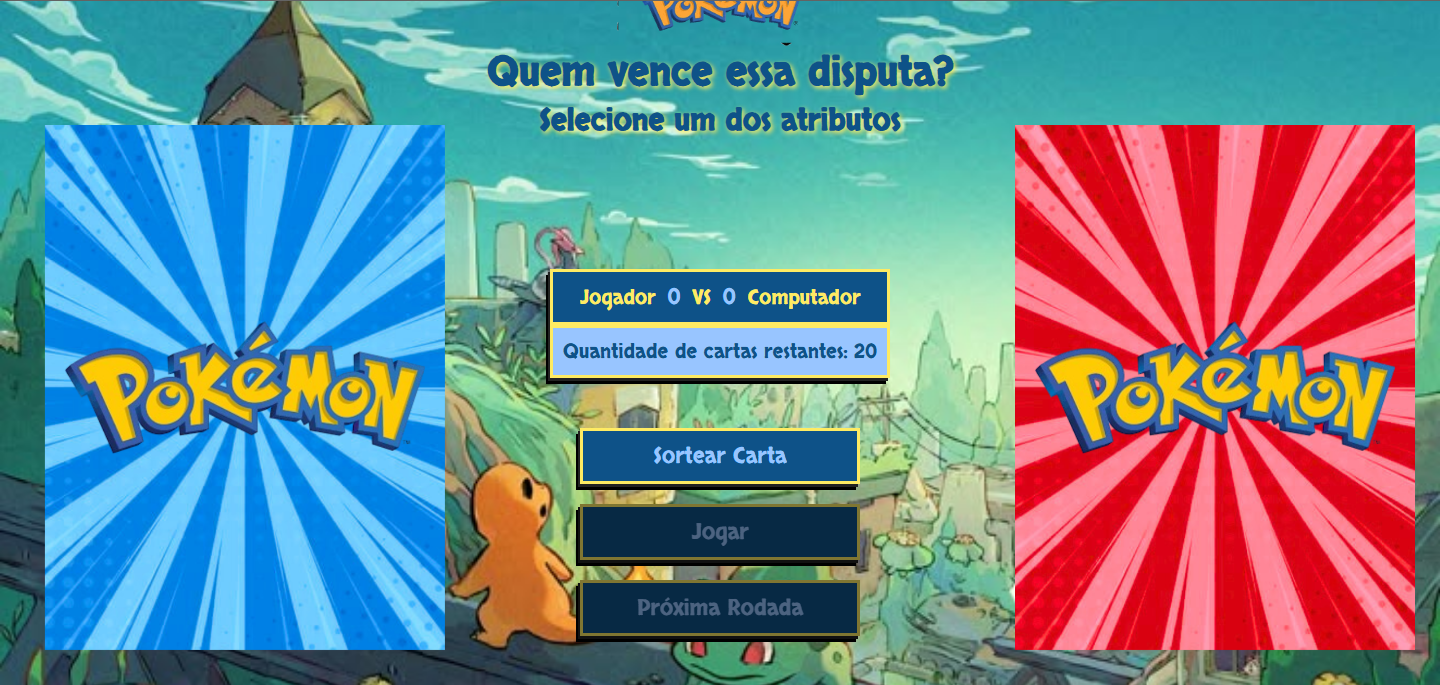 POKÉMON
Quem vence essa disputa?
Selecione um dos atributos
POKÉMON
Jogador 0 VS 0 Computador
Quantidade de cartas restantes: 20
POKÉMON
Sortear Carta
Jogar
Próxima Rodada